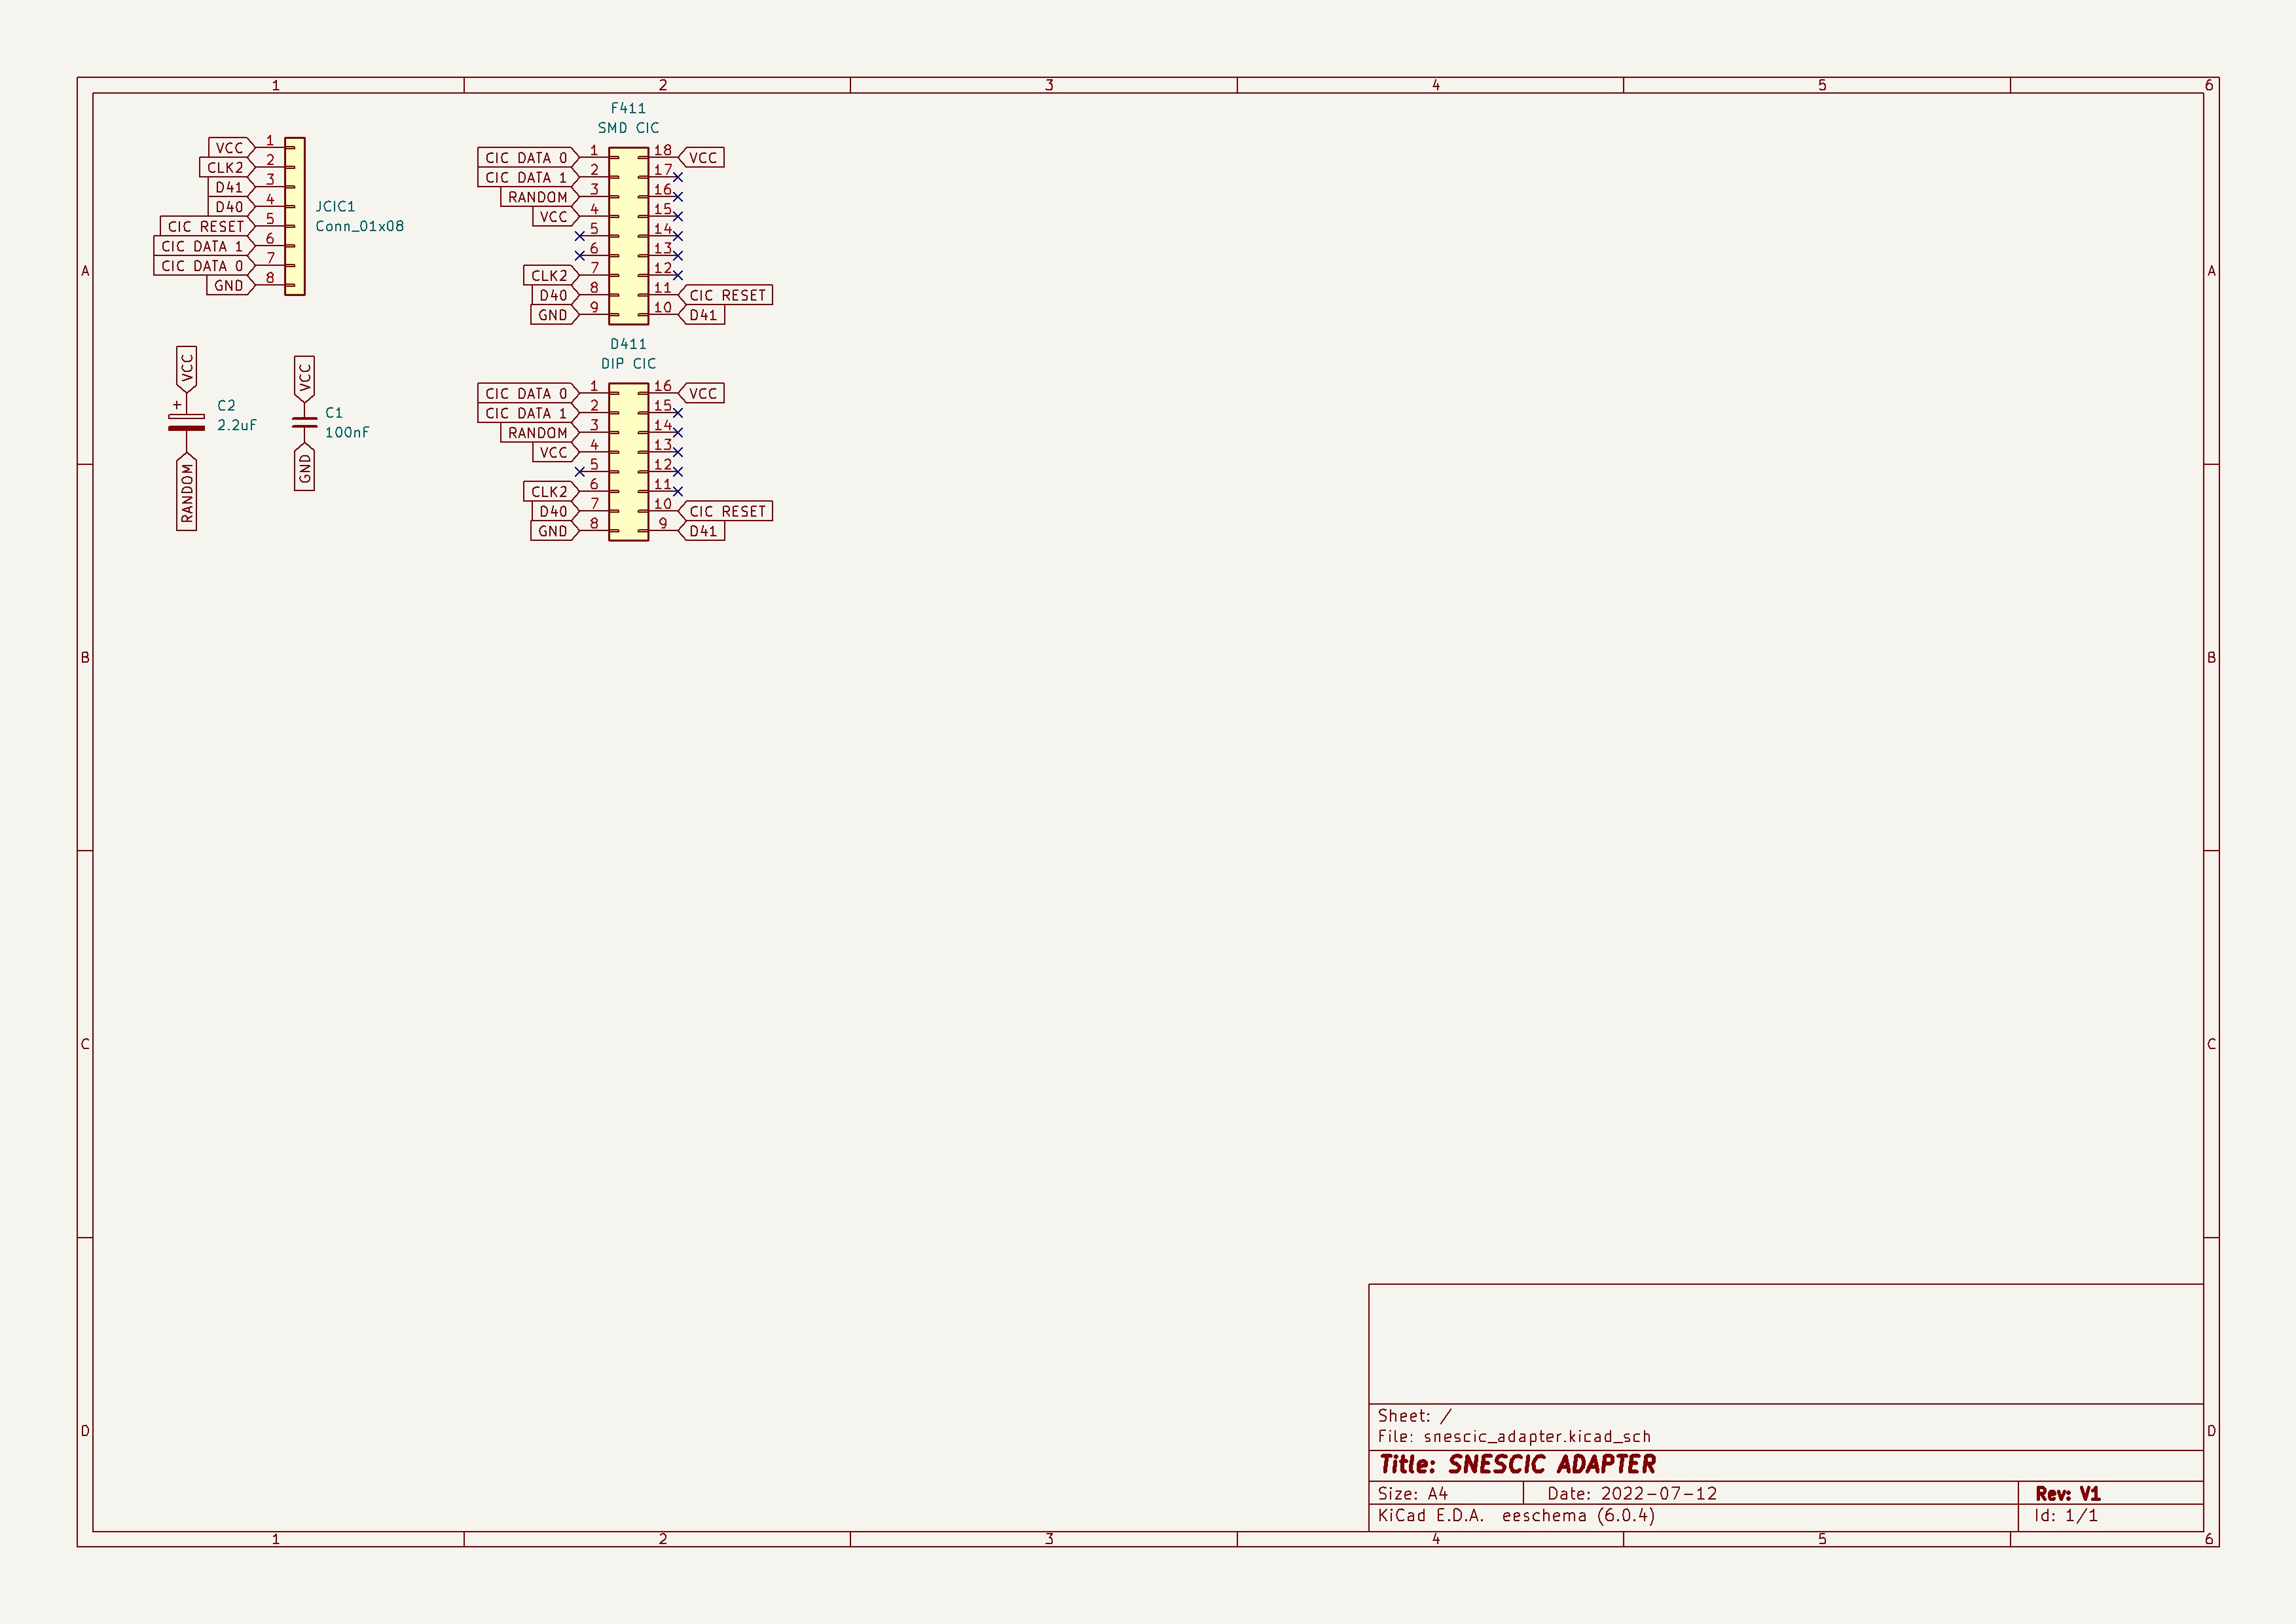 1 2 3 4 5 6
F411
SMD CIC
VCC 1
CLK2 2
D41 3
D40 4
CIC RESET 5
CIC DATA 1 6
CIC DATA 0 7
GND 8
JCIC1
Conn_01x08
CIC DATA 0 1 18 VCC
CIC DATA 1 2 17
RANDOM 3 16
VCC 4 15
5 14
6 13
CLK2 7 12
D40 8 11 CIC RESET
GND 9 10 D41
A A
VCC
+
C2
2.2uF
RANDOM
VCC
C1
100nF
GND
D411
DIP CIC
CIC DATA 0 1 16 VCC
CIC DATA 1 2 15
RANDOM 3 14
VCC 4 13
5 12
CLK2 6 11
D40 7 10 CIC RESET
GND 8 9 D41
B B
C C
D D
Sheet: /
File: snescic_adapter.kicad_sch
Title: SNESCIC ADAPTER
Size: A4 Date: 2022-07-12 Rev: V1
KiCad E.D.A. eeschema (6.0.4) Id: 1/1
1 2 3 4 5 6